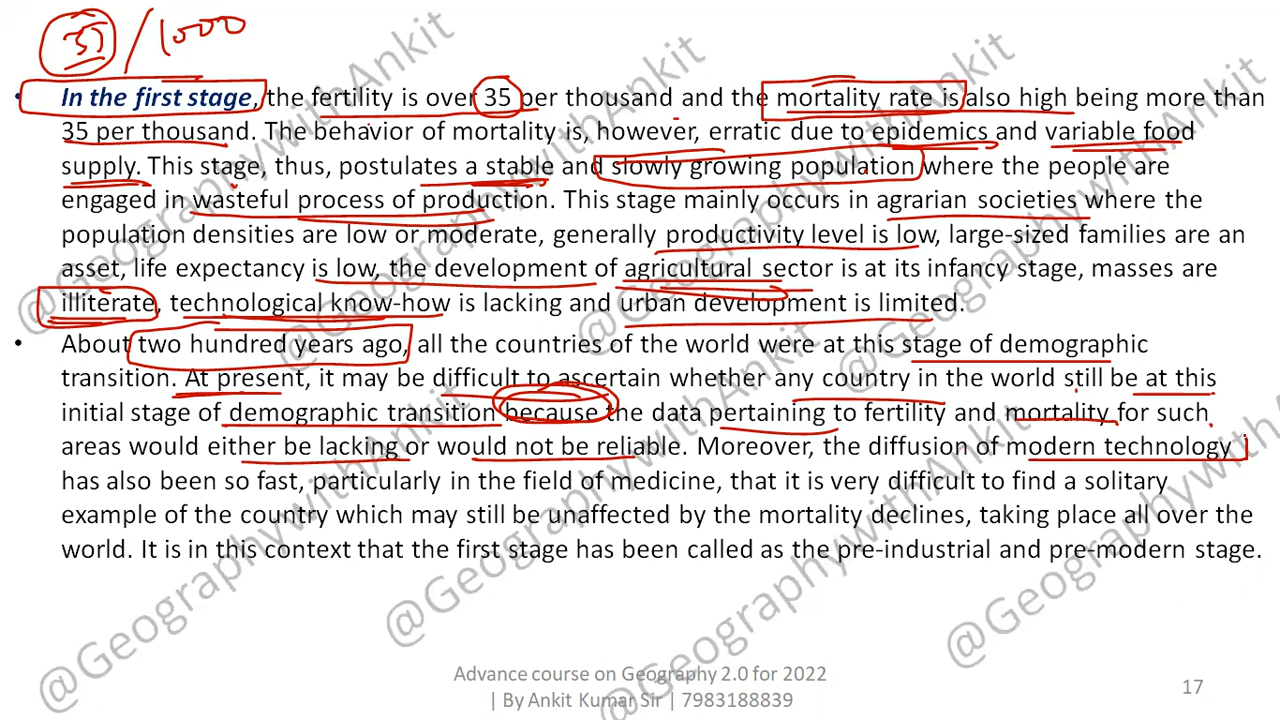 35/1000
• In the first stage, the fertility is over 35 per thousand and the mortality rate is also high being more than
35 per thousand. The behavior of mortality is, however, erratic due to epidemics and variable food
supply. This stage, thus, postulates a stable and slowly growing population where the people are
engaged in wasteful process of production. This stage mainly occurs in agrarian societies where the
population densities are low or moderate, generally productivity level is low, large-sized families are an
asset, life expectancy is low, the development of agricultural sector is at its infancy stage, masses are
illiterate, technological know-how is lacking and urban development is limited.
• About two hundred years ago, all the countries of the world were at this stage of demographic
transition. At present, it may be difficult to ascertain whether any country in the world still be at this
initial stage of demographic transition because the data pertaining to fertility and mortality for such
areas would either be lacking or would not be reliable. Moreover, the diffusion of modern technology
has also been so fast, particularly in the field of medicine, that it is very difficult to find a solitary
example of the country which may still be unaffected by the mortality declines, taking place all over the
world. It is in this context that the first stage has been called as the pre-industrial and pre-modern stage.
@GeographywithAnkit
@GeographywithAnkit
@GeographywithAnkit
@GeographywithAnkit
@GeographywithAnkit
@GeographywithAnkit
@GeographywithAnkit
@GeographywithAnkit
Advance course on Geography 2.0 for 2022
| By Ankit Kumar Sir | 7983188839
17